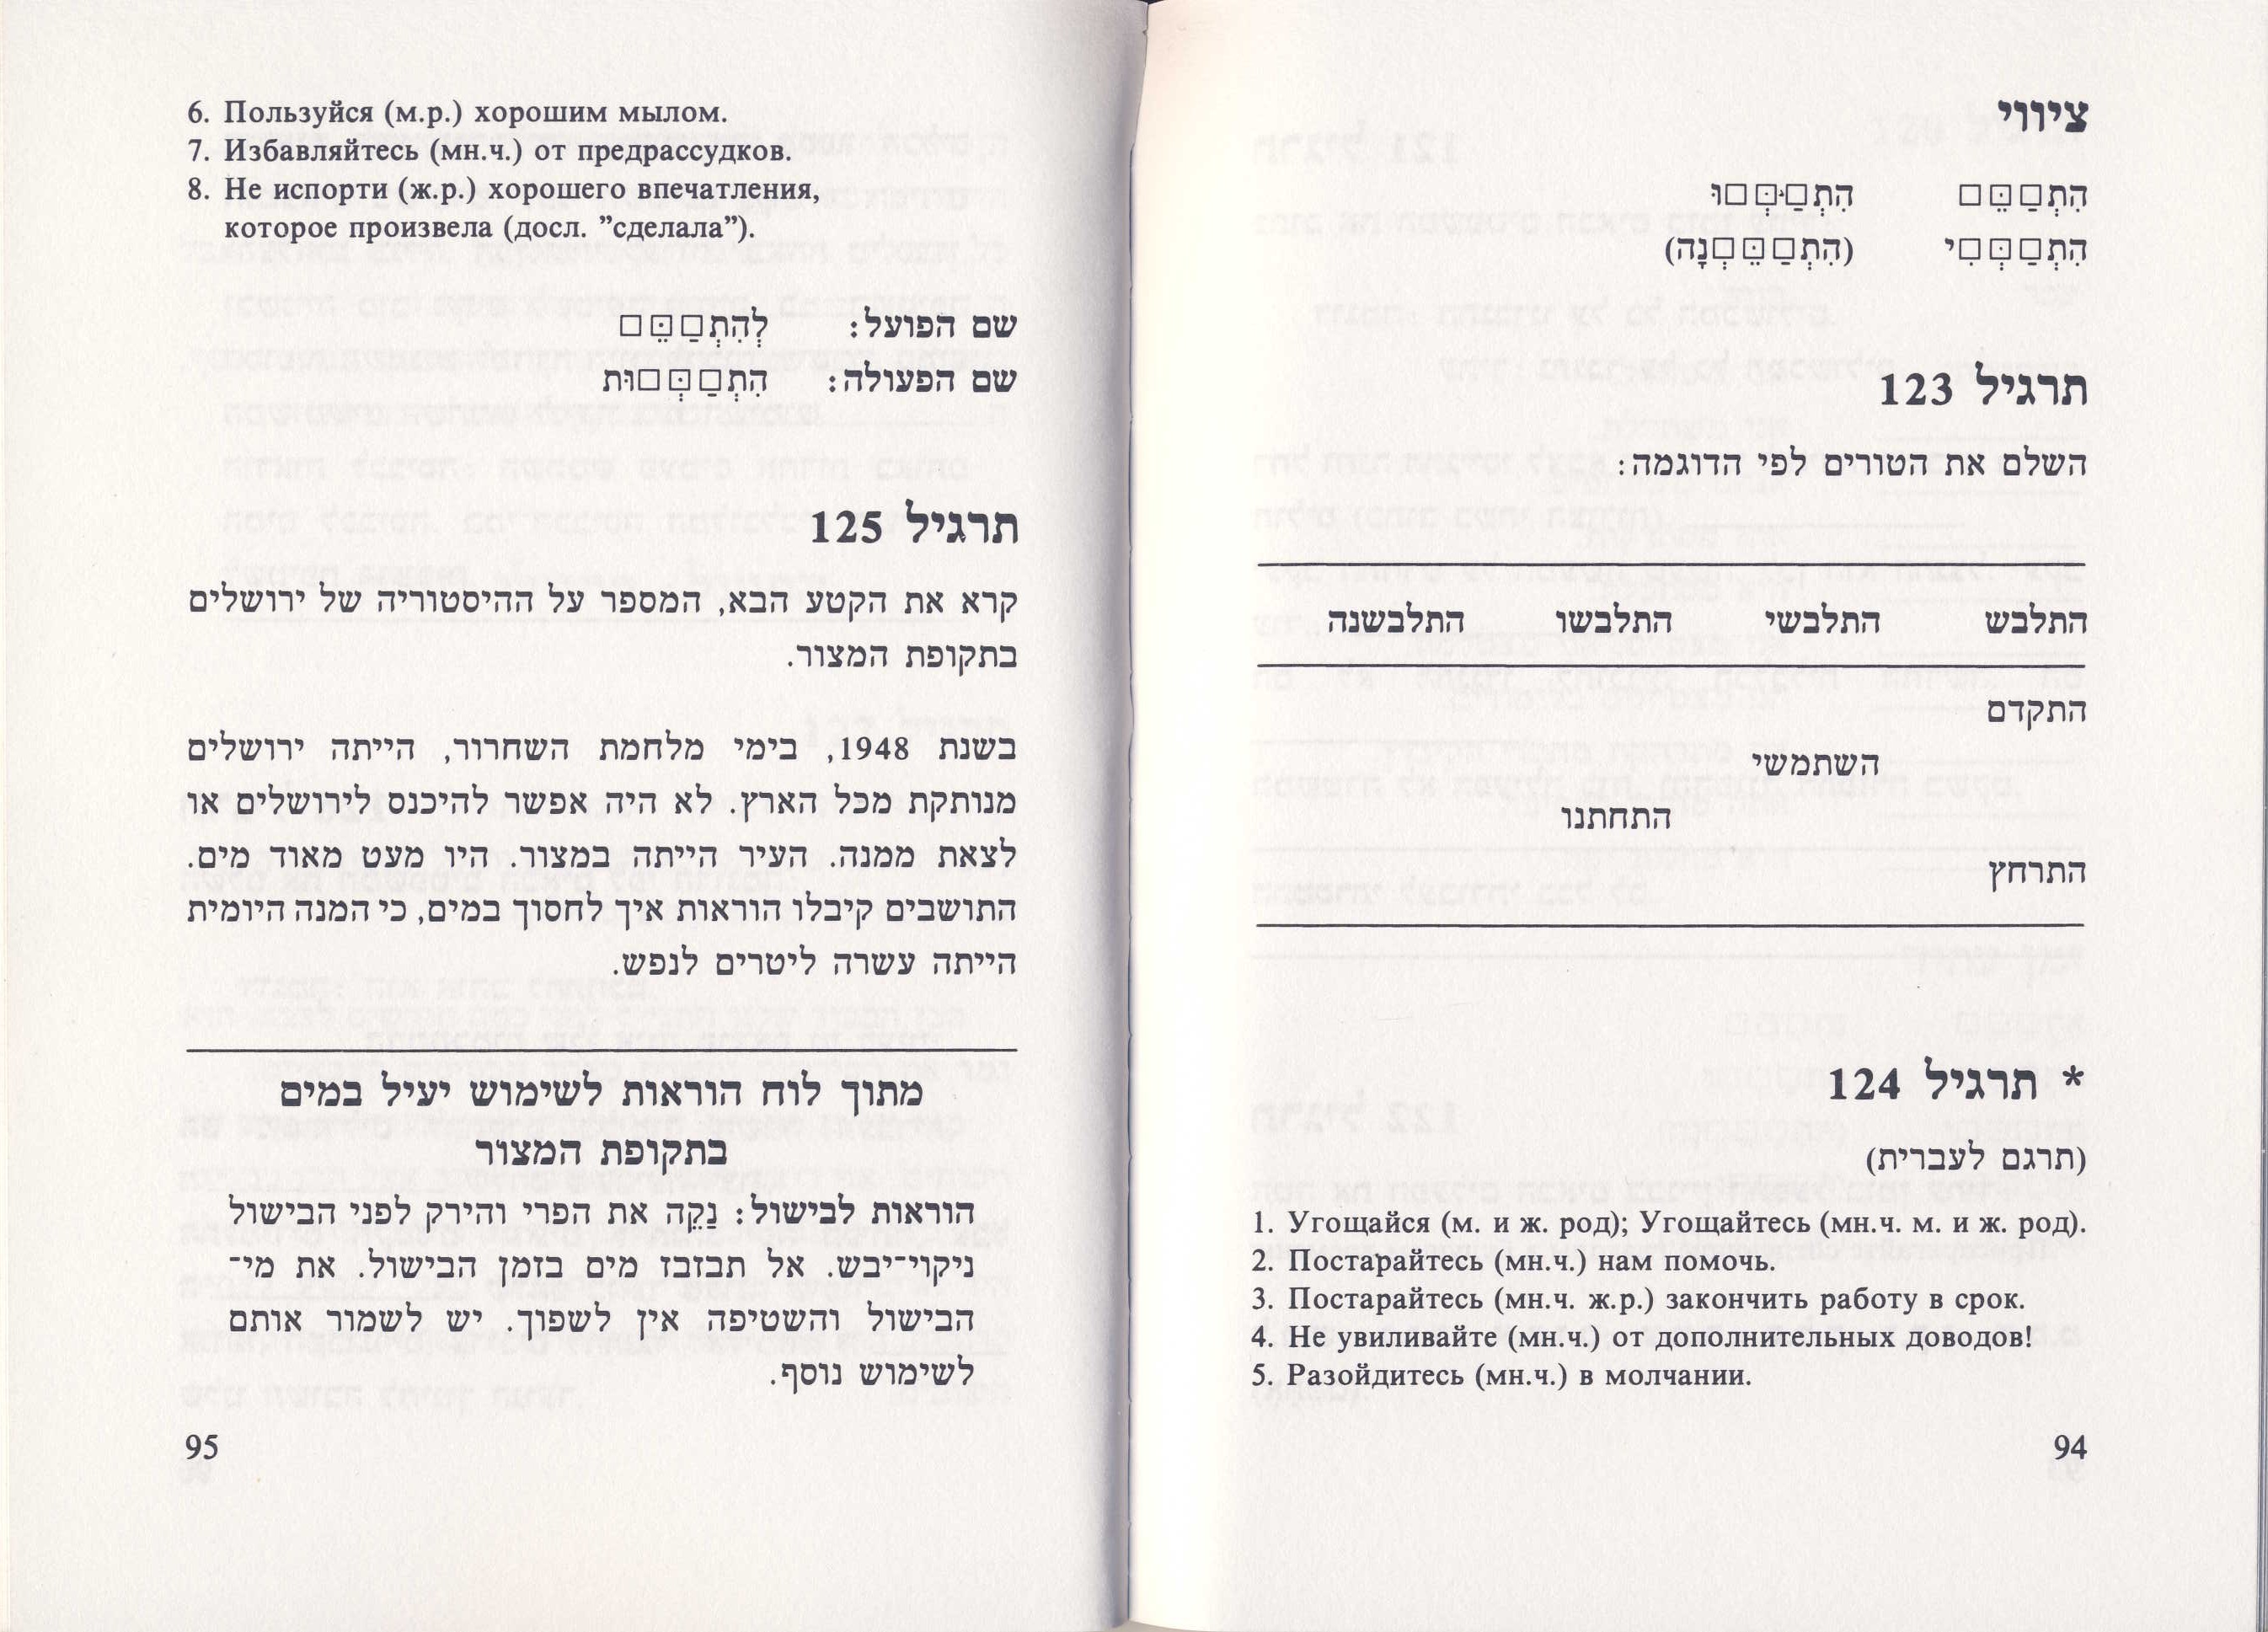 ציווי
הִתְ□ַ□ֵּ□ הִתְ□ַ□ְּ□וּ
הִתְ□ַ□ְּ□ִי (הִתְ□ַ□ֵּ□ְנָה)
תרגיל 123
השלם את הטורים לפי הדוגמה:
התלבש התלבשי התלבשו התלבשנה
התקדם
השתמשי
התחתנו
התרחץ
* תרגיל 124
(תרגם לעברית)
1. Угощайся (м. и ж. род); Угощайтесь (мн.ч. м. и ж. род).
2. Постарайтесь (мн.ч.) нам помочь.
3. Постарайтесь (мн.ч. ж.р.) закончить работу в срок.
4. Не увиливайте (мн.ч.) от дополнительных доводов!
5. Разойдитесь (мн.ч.) в молчании.
94
6. Пользуйся (м.р.) хорошим мылом.
7. Избавляйтесь (мн.ч.) от предрассудков.
8. Не испорти (ж.р.) хорошего впечатления,
которое произвела (досл. ”сделала”).
שם הפועל: לְהִתְ□ַ□ֵּ□
שם הפעולה: הִתְ□ַ□ְּ□וּת
תרגיל 125
קרא את הקטע הבא, המספר על ההיסטוריה של ירושלים
בתקופת המצור.
בשנת 1948, בימי מלחמת השחרור, הייתה ירושלים
מנותקת מכל הארץ. לא היה אפשר להיכנס לירושלים או
לצאת ממנה. העיר הייתה במצור. היו מעט מאוד מים.
התושבים קיבלו הוראות איך לחסוך במים, כי המנה היומית
הייתה עשרה ליטרים לנפש.
מתוך לוח הוראות לשימוש יעיל במים
בתקופת המצור
הוראות לבישול: נַקֵה את הפרי והירק לפני הבישול
ניקוי־יבש. אל תבזבז מים בזמן הבישול. את מי־
הבישול והשטיפה אין לשפוך. יש לשמור אותם
לשימוש נוסף.
95